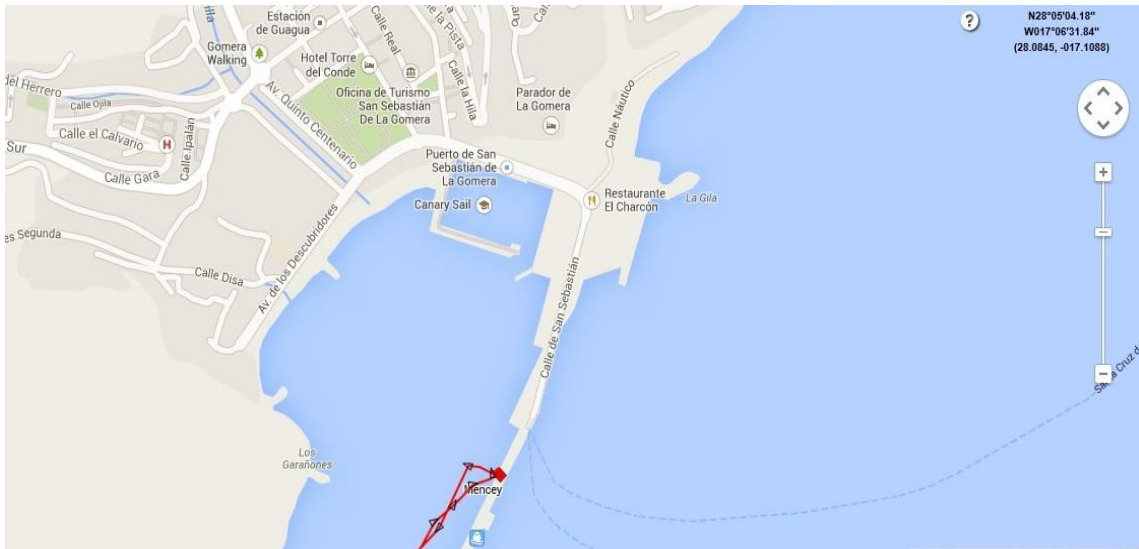 Estación
de Guagua
Gomera
Walking
Hotel Torre
del Conde
Calle Real
Calle la Hila
Oficina de Turismo
San Sebastián
De La Gomera
Parador de
La Gomera
Calle Náutico
del Herrero
Calle Ojila
Calle el Calvario
H
Calle Ipalán
Sur
Calle Gara
Av. Quinto Centenario
Puerto de San
Sebastián de
La Gomera
Canary Sail
Restaurante
El Charcón
La Gila
es Segunda
Calle Disa
Av. de los Descubridores
Calle de San Sebastián
Los
Garañones
Mencey
?
N28°05'04.18"
W017°06'31.84"
(28.0845, -017.1088)
+
−